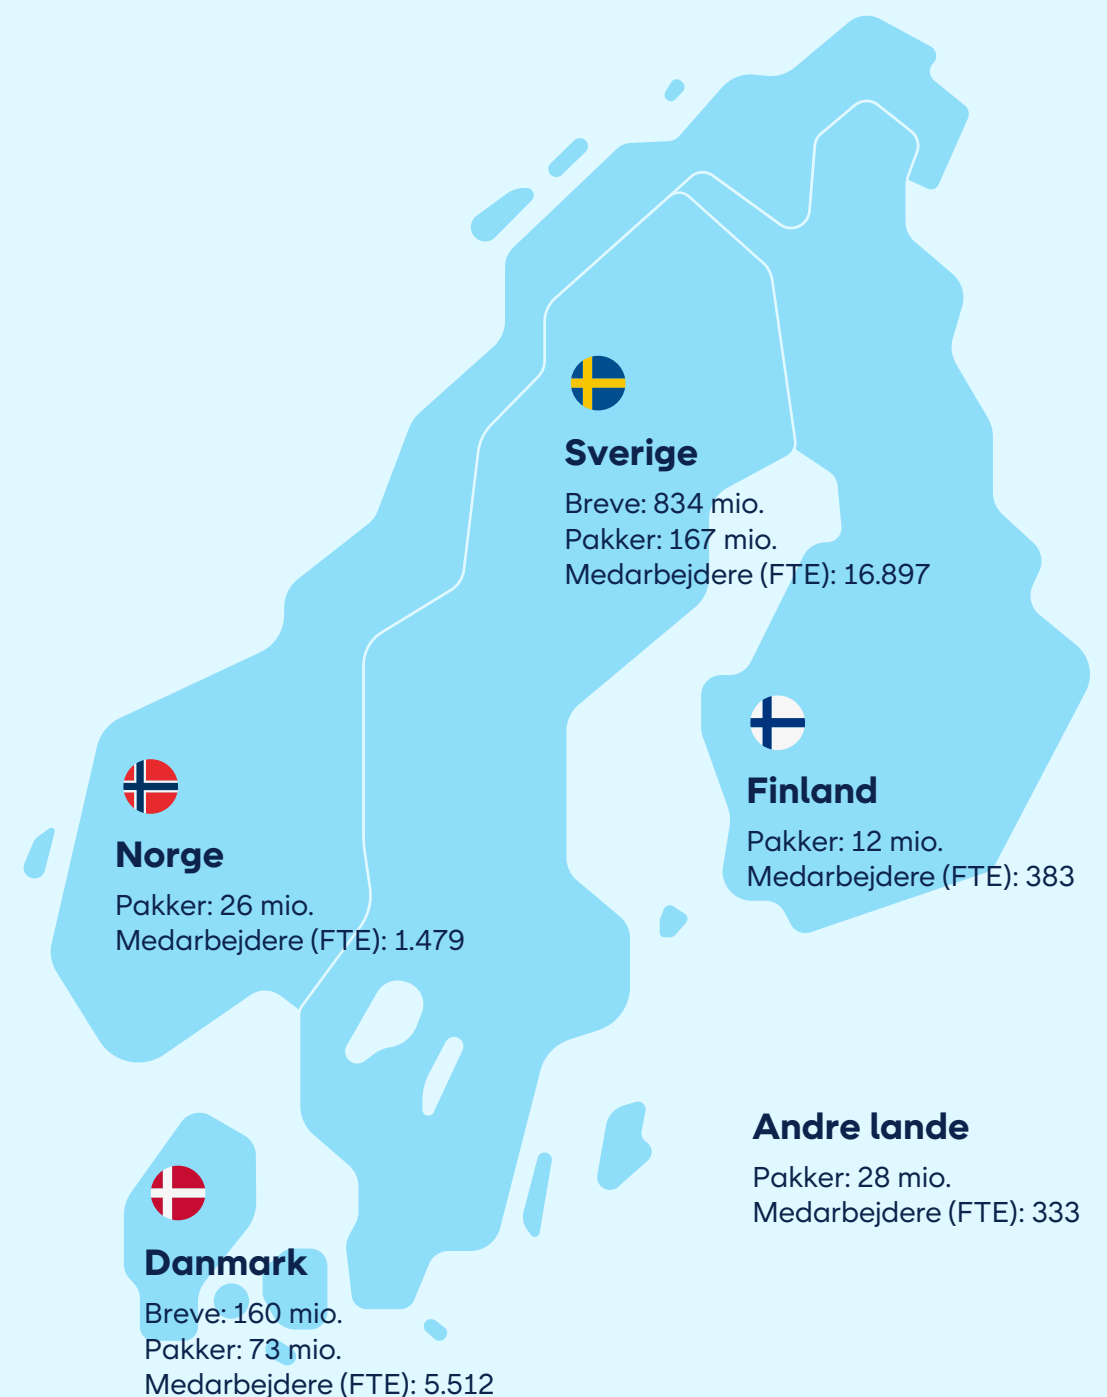 Sverige
Breve: 834 mio.
Pakker: 167 mio.
Medarbejdere (FTE): 16.897
Finland
Pakker: 12 mio.
Medarbejdere (FTE): 383
Norge
Pakker: 26 mio.
Medarbejdere (FTE): 1.479
Andre lande
Pakker: 28 mio.
Medarbejdere (FTE): 333
Danmark
Breve: 160 mio.
Pakker: 73 mio.
Medarbejdere (FTE): 5.512